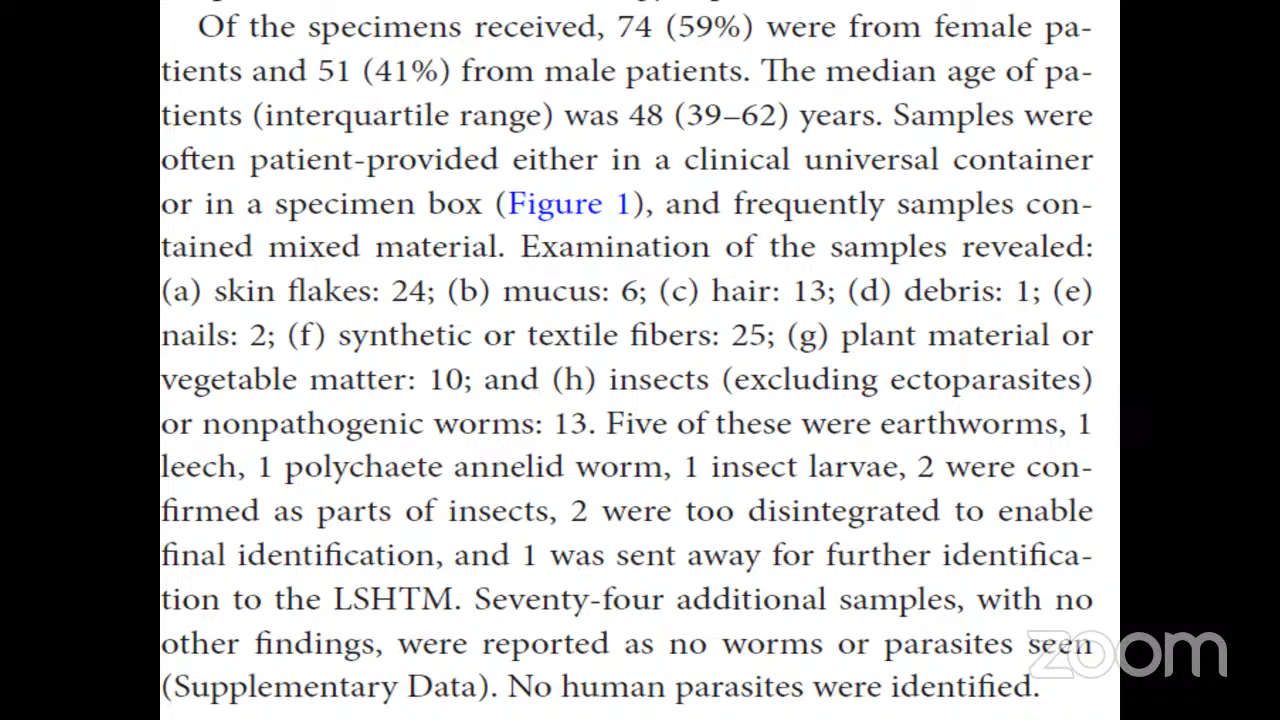 Of the specimens received, 74 (59%) were from female pa-
tients and 51 (41%) from male patients. The median age of pa-
tients (interquartile range) was 48 (39–62) years. Samples were
often patient-provided either in a clinical universal container
or in a specimen box (Figure 1), and frequently samples con-
tained mixed material. Examination of the samples revealed:
(a) skin flakes: 24; (b) mucus: 6; (c) hair: 13; (d) debris: 1; (e)
nails: 2; (f) synthetic or textile fibers: 25; (g) plant material or
vegetable matter: 10; and (h) insects (excluding ectoparasites)
or nonpathogenic worms: 13. Five of these were earthworms, 1
leech, 1 polychaete annelid worm, 1 insect larvae, 2 were con-
firmed as parts of insects, 2 were too disintegrated to enable
final identification, and 1 was sent away for further identifica-
tion to the LSHTM. Seventy-four additional samples, with no
other findings, were reported as no worms or parasites seen
(Supplementary Data). No human parasites were identified.
zoom